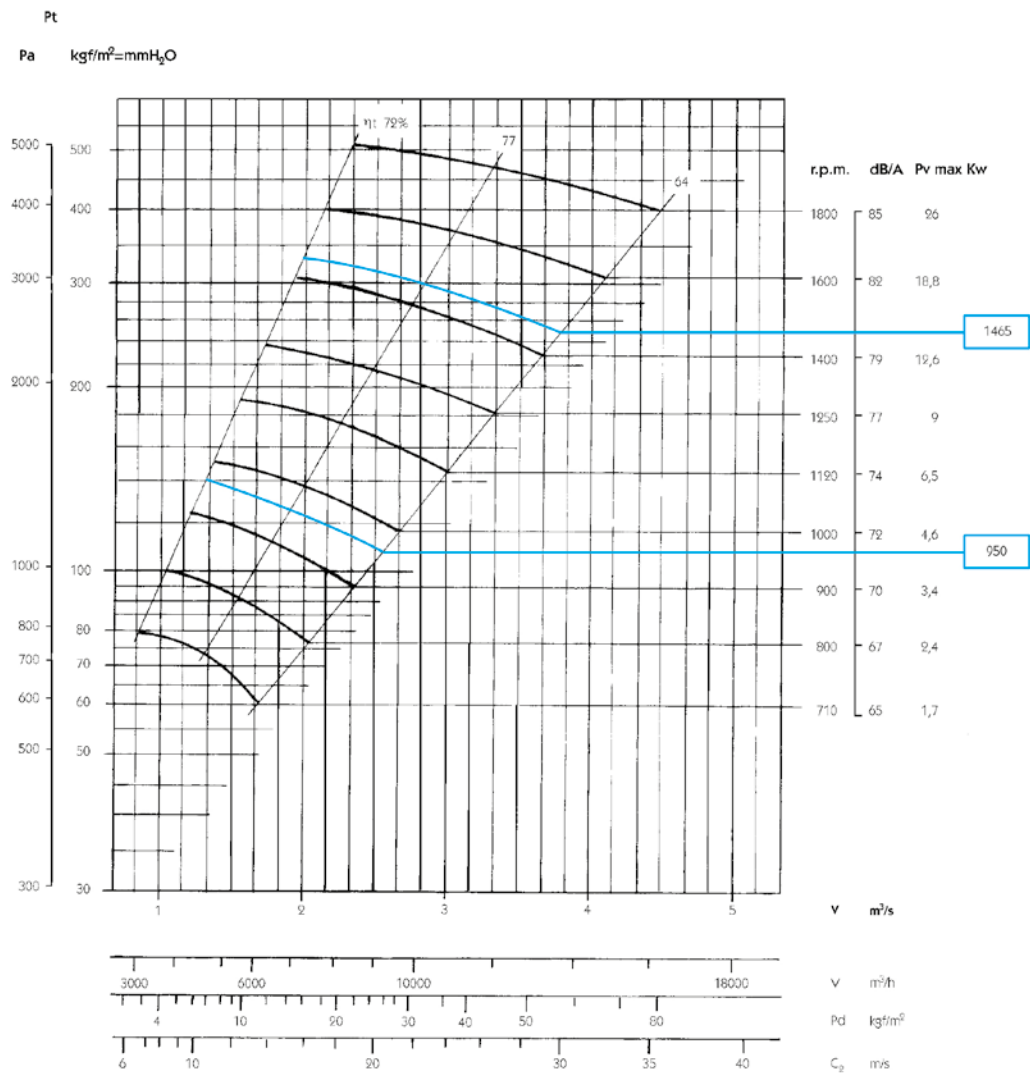 Pt
Pa kgf/m²=mmH₂O
ηt 72%
77
64
5000 500
4000 400
3000 300
2000 200
1000 100
900
800 80
700 70
600 60
500 50
300 30
r.p.m. dB/A Pv max Kw
1800 85 26
1600 82 18,8
1465
1400 79 12,6
1250 77 9
1120 74 6,5
1000 72 4,6
950
900 70 3,4
800 67 2,4
710 65 1,7
1 2 3 4 5 V m³/s
3000 6000 10000 18000 V m³/h
4 10 20 30 40 50 80 Pd kgf/m²
6 10 20 30 35 40 C₂ m/s